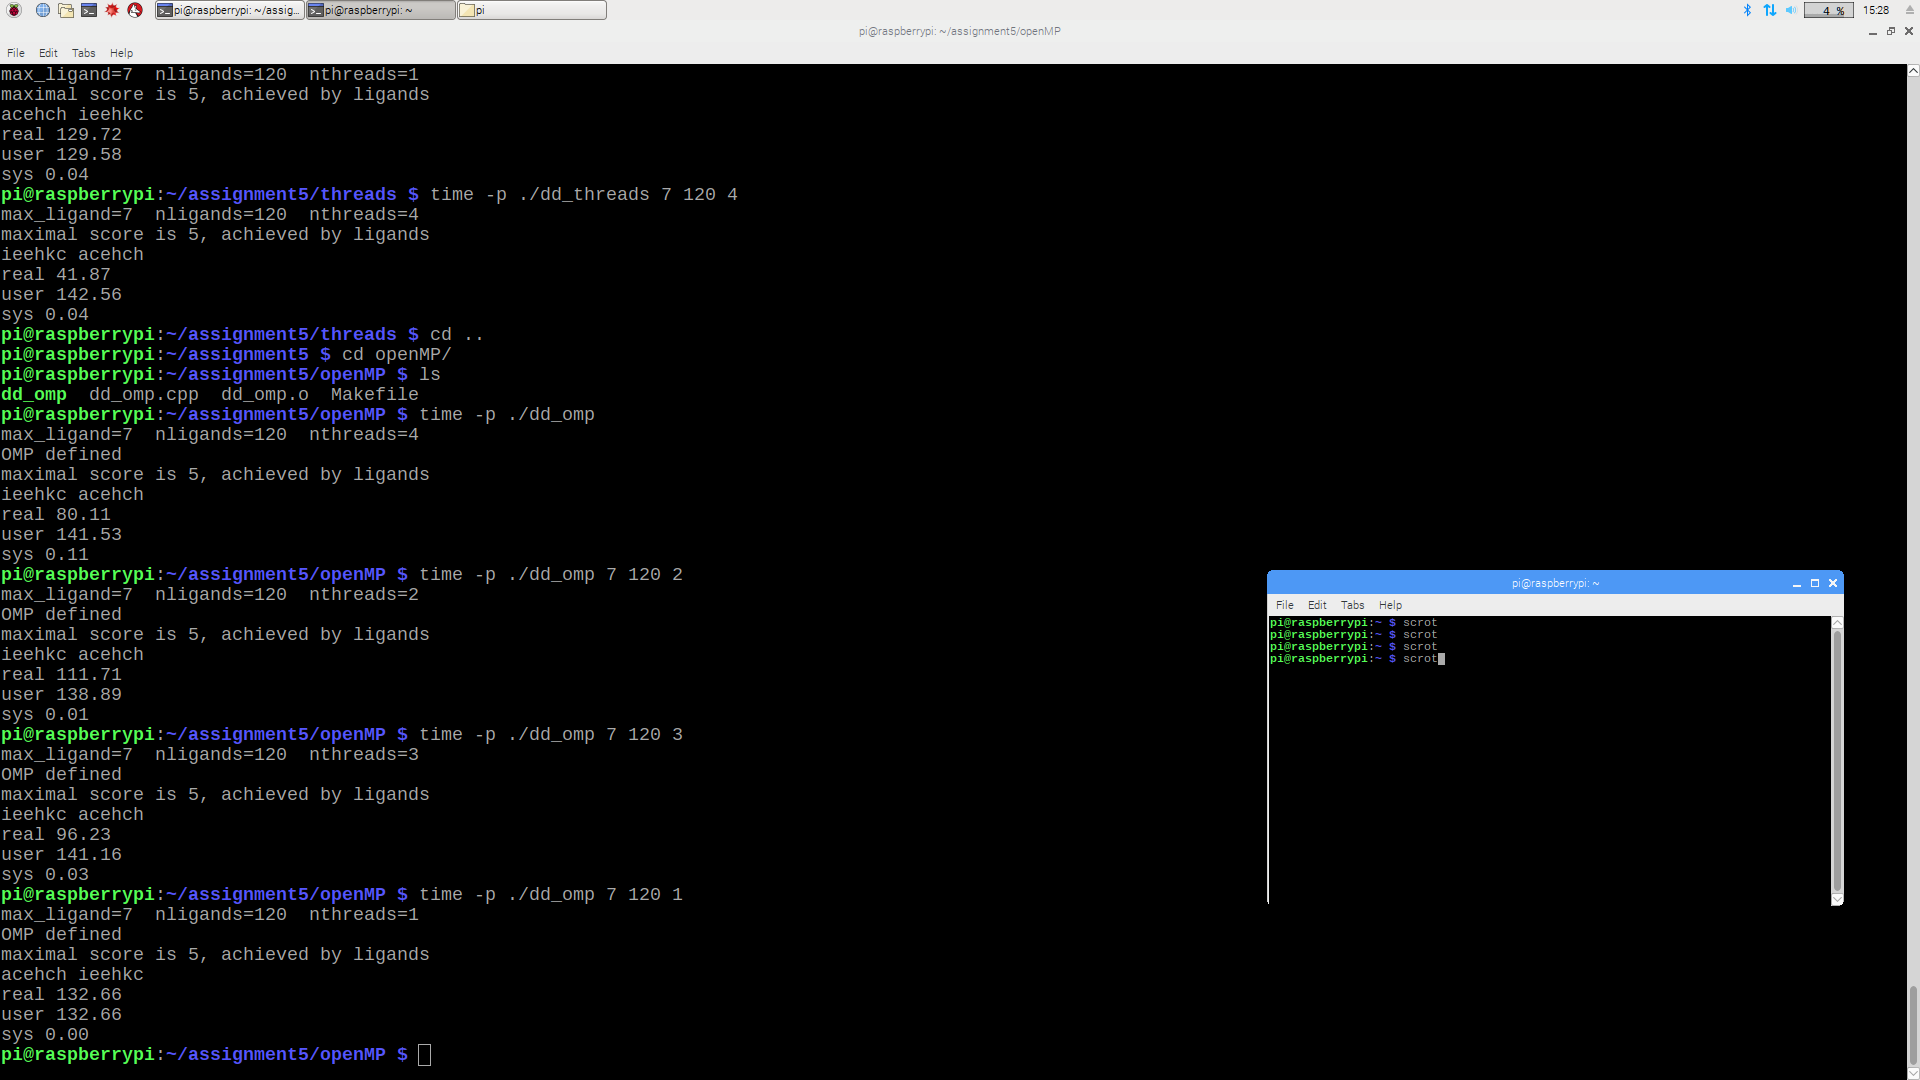 pi@raspberrypi: ~/assig...
pi@raspberrypi: ~
pi
4 %
15:28
pi@raspberrypi: ~/assignment5/openMP
File Edit Tabs Help
max_ligand=7  nligands=120  nthreads=1
maximal score is 5, achieved by ligands
acehch ieehkc
real 129.72
user 129.58
sys 0.04
pi@raspberrypi:~/assignment5/threads $ time -p ./dd_threads 7 120 4
max_ligand=7  nligands=120  nthreads=4
maximal score is 5, achieved by ligands
ieehkc acehch
real 41.87
user 142.56
sys 0.04
pi@raspberrypi:~/assignment5/threads $ cd ..
pi@raspberrypi:~/assignment5 $ cd openMP/
pi@raspberrypi:~/assignment5/openMP $ ls
dd_omp  dd_omp.cpp  dd_omp.o  Makefile
pi@raspberrypi:~/assignment5/openMP $ time -p ./dd_omp
max_ligand=7  nligands=120  nthreads=4
OMP defined
maximal score is 5, achieved by ligands
ieehkc acehch
real 80.11
user 141.53
sys 0.11
pi@raspberrypi:~/assignment5/openMP $ time -p ./dd_omp 7 120 2
max_ligand=7  nligands=120  nthreads=2
OMP defined
maximal score is 5, achieved by ligands
ieehkc acehch
real 111.71
user 138.89
sys 0.01
pi@raspberrypi:~/assignment5/openMP $ time -p ./dd_omp 7 120 3
max_ligand=7  nligands=120  nthreads=3
OMP defined
maximal score is 5, achieved by ligands
ieehkc acehch
real 96.23
user 141.16
sys 0.03
pi@raspberrypi:~/assignment5/openMP $ time -p ./dd_omp 7 120 1
max_ligand=7  nligands=120  nthreads=1
OMP defined
maximal score is 5, achieved by ligands
acehch ieehkc
real 132.66
user 132.66
sys 0.00
pi@raspberrypi:~/assignment5/openMP $
pi@raspberrypi: ~
File Edit Tabs Help
pi@raspberrypi:~ $ scrot
pi@raspberrypi:~ $ scrot
pi@raspberrypi:~ $ scrot
pi@raspberrypi:~ $ scrot